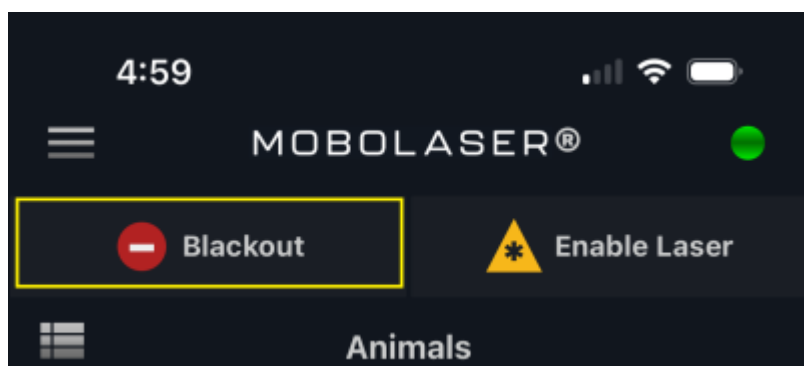 4:59
MOBOLASER®
Blackout
Enable Laser
Animals